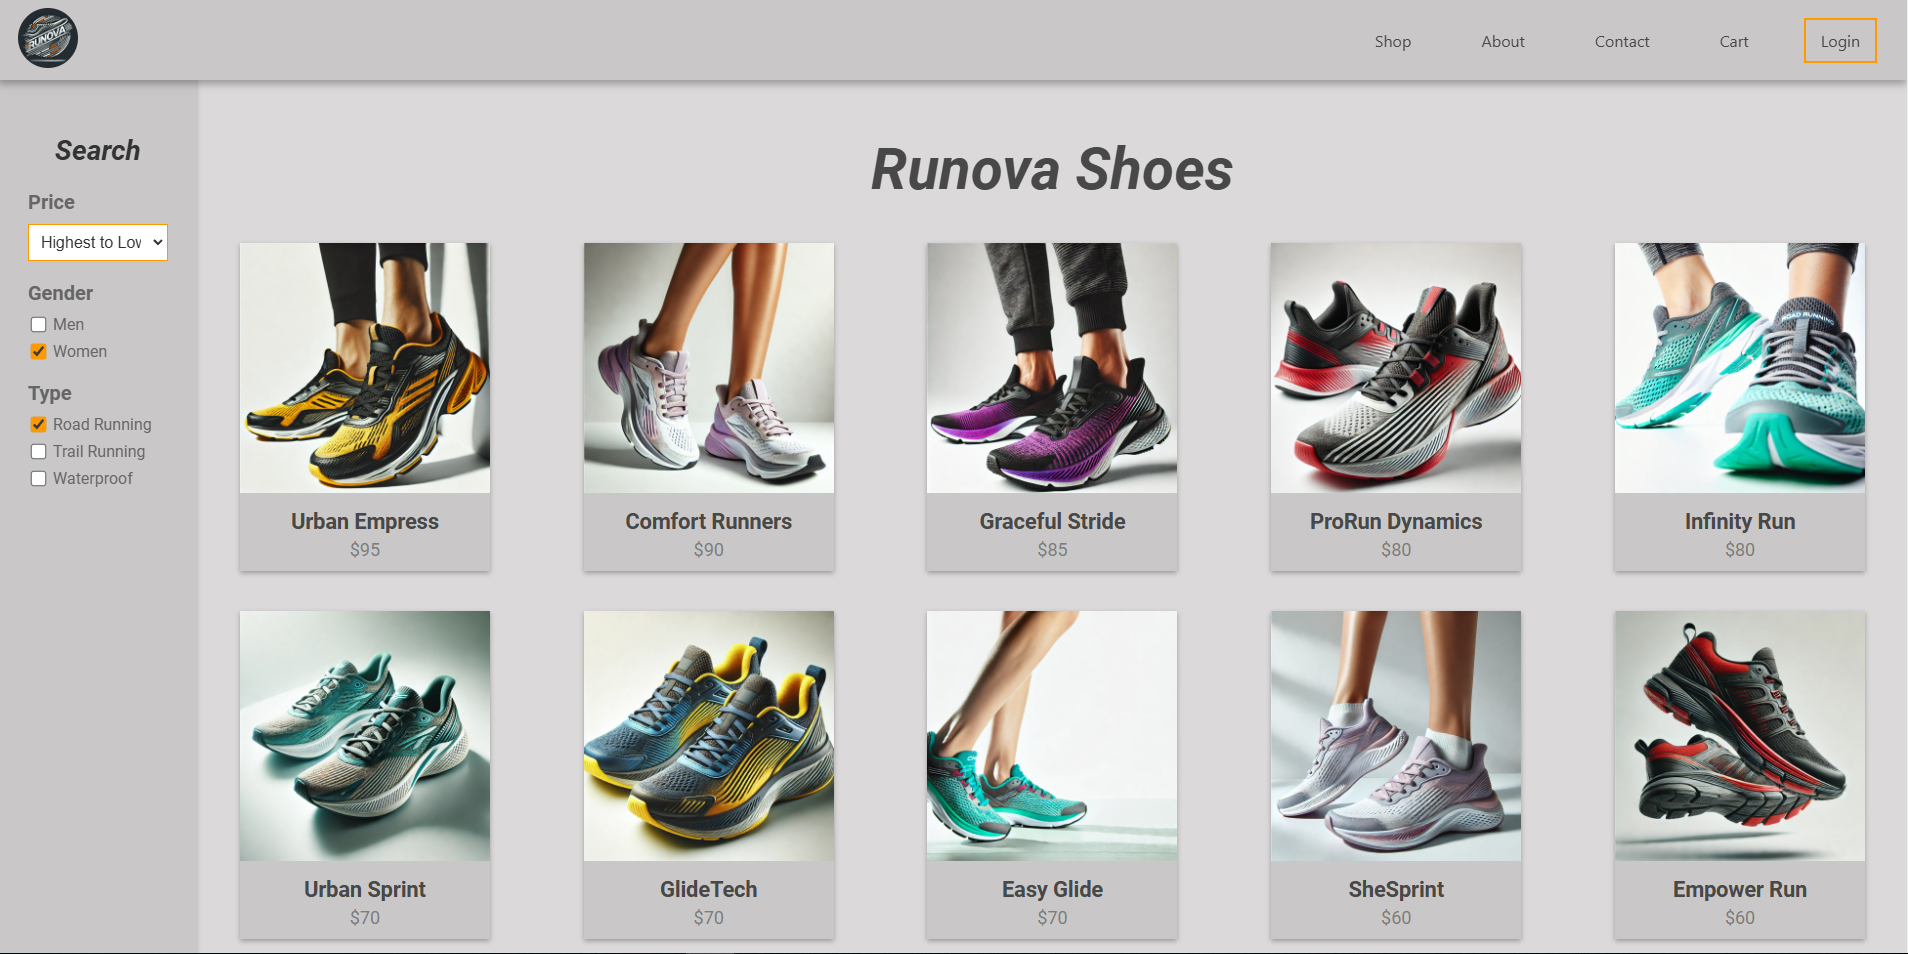 RUNOVA
Shop
About
Contact
Cart
Login
Search
Price
Highest to Lov
Gender
Men
Women
Type
Road Running
Trail Running
Waterproof
Runova Shoes
ROAD RUNNING
Urban Empress
$95
Comfort Runners
$90
Graceful Stride
$85
ProRun Dynamics
$80
Infinity Run
$80
Urban Sprint
$70
GlideTech
$70
Easy Glide
$70
SheSprint
$60
Empower Run
$60